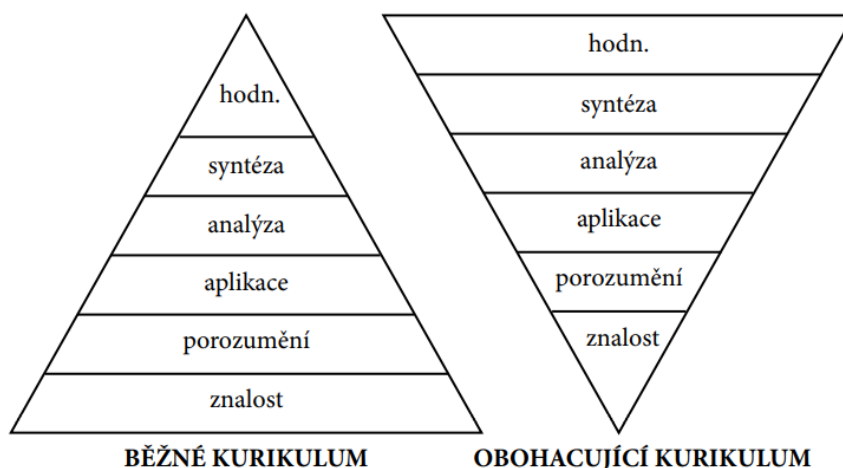 hodn.
syntéza
analýza
aplikace
porozumění
znalost
BĚŽNÉ KURIKULUM
hodn.
syntéza
analýza
aplikace
porozumění
znalost
OBOHACUJÍCÍ KURIKULUM